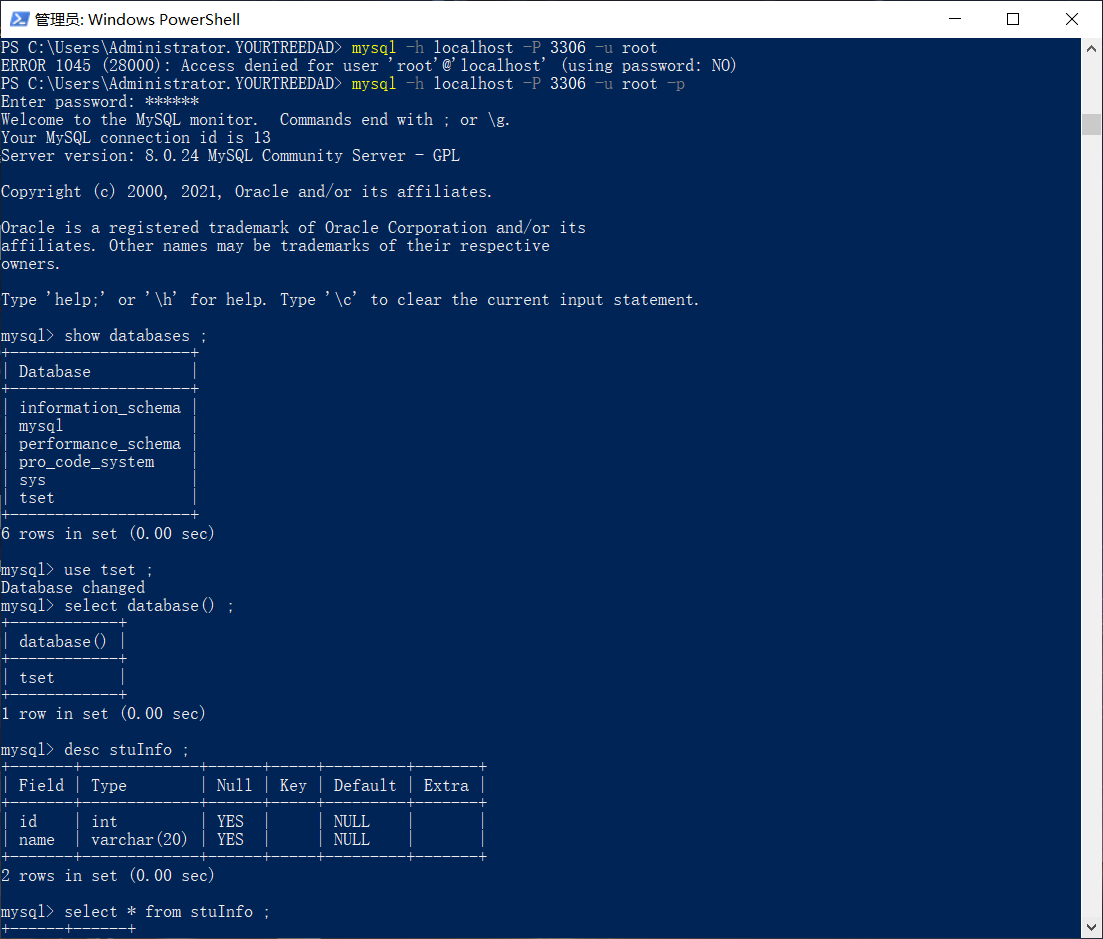 管理员: Windows PowerShell
PS C:\Users\Administrator.YOURTREEDAD> mysql -h localhost -P 3306 -u root
ERROR 1045 (28000): Access denied for user 'root'@'localhost' (using password: NO)
PS C:\Users\Administrator.YOURTREEDAD> mysql -h localhost -P 3306 -u root -p
Enter password: ******
Welcome to the MySQL monitor.  Commands end with ; or \g.
Your MySQL connection id is 13
Server version: 8.0.24 MySQL Community Server - GPL
Copyright (c) 2000, 2021, Oracle and/or its affiliates.
Oracle is a registered trademark of Oracle Corporation and/or its
affiliates. Other names may be trademarks of their respective
owners.
Type 'help;' or '\h' for help. Type '\c' to clear the current input statement.
mysql> show databases ;
+--------------------+
| Database           |
+--------------------+
| information_schema |
| mysql              |
| performance_schema |
| pro_code_system    |
| sys                |
| tset               |
+--------------------+
6 rows in set (0.00 sec)
mysql> use tset ;
Database changed
mysql> select database() ;
+------------+
| database() |
+------------+
| tset       |
+------------+
1 row in set (0.00 sec)
mysql> desc stuInfo ;
+-------+-------------+------+-----+---------+-------+
| Field | Type        | Null | Key | Default | Extra |
+-------+-------------+------+-----+---------+-------+
| id    | int         | YES  |     | NULL    |       |
| name  | varchar(20) | YES  |     | NULL    |       |
+-------+-------------+------+-----+---------+-------+
2 rows in set (0.00 sec)
mysql> select * from stuInfo ;
+------+------+